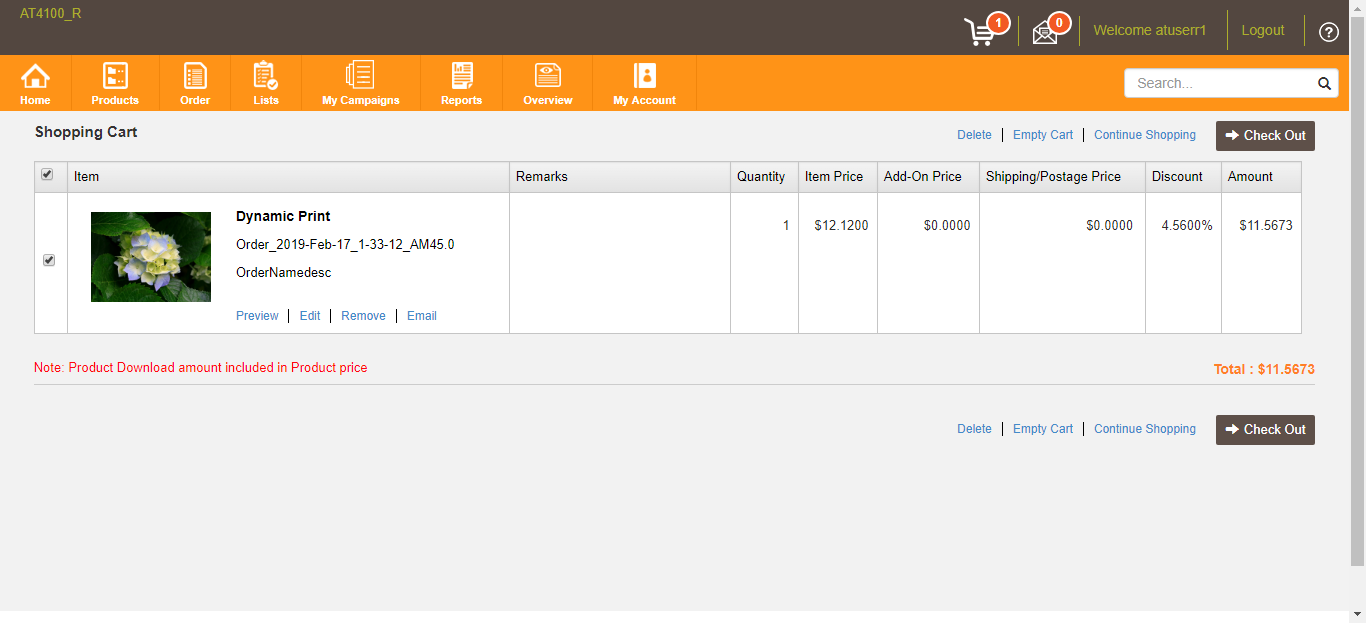 AT4100_R
1
0
Welcome atuserr1
Logout
?
Home
Products
Order
Lists
My Campaigns
Reports
Overview
My Account
Search...
Shopping Cart
Delete
Empty Cart
Continue Shopping
Check Out
Item
Remarks
Quantity
Item Price
Add-On Price
Shipping/Postage Price
Discount
Amount
Dynamic Print
Order_2019-Feb-17_1-33-12_AM45.0
OrderNamedesc
Preview
Edit
Remove
Email
1
$12.1200
$0.0000
$0.0000
4.5600%
$11.5673
Note: Product Download amount included in Product price
Total : $11.5673
Delete
Empty Cart
Continue Shopping
Check Out